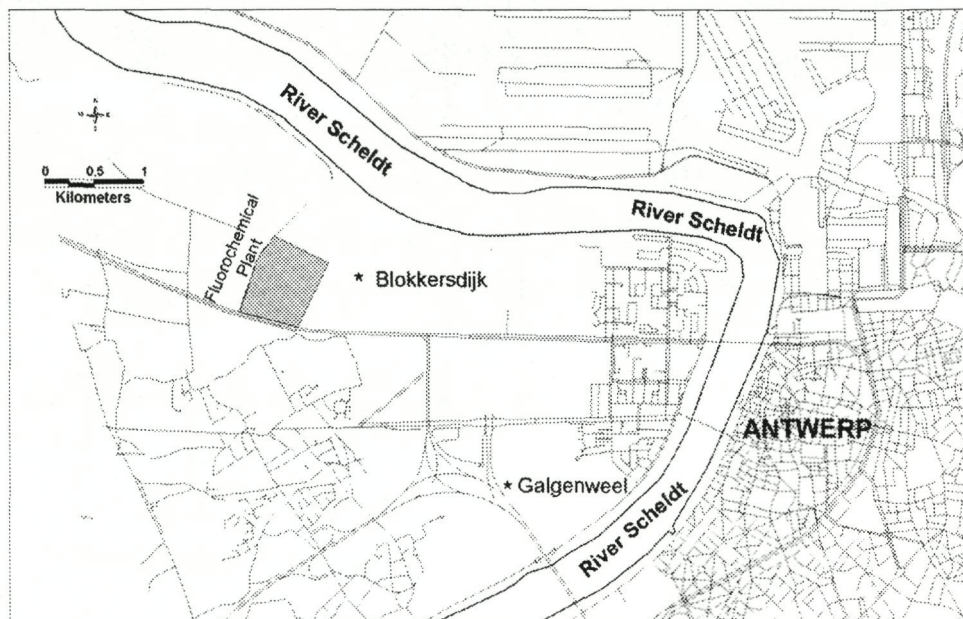 River Scheldt
River Scheldt
N
W E
S
0 0.5 1
Kilometers
Fluorochemical
Plant
* Blokkersdijk
ANTWERP
* Galgenweel
River Scheldt